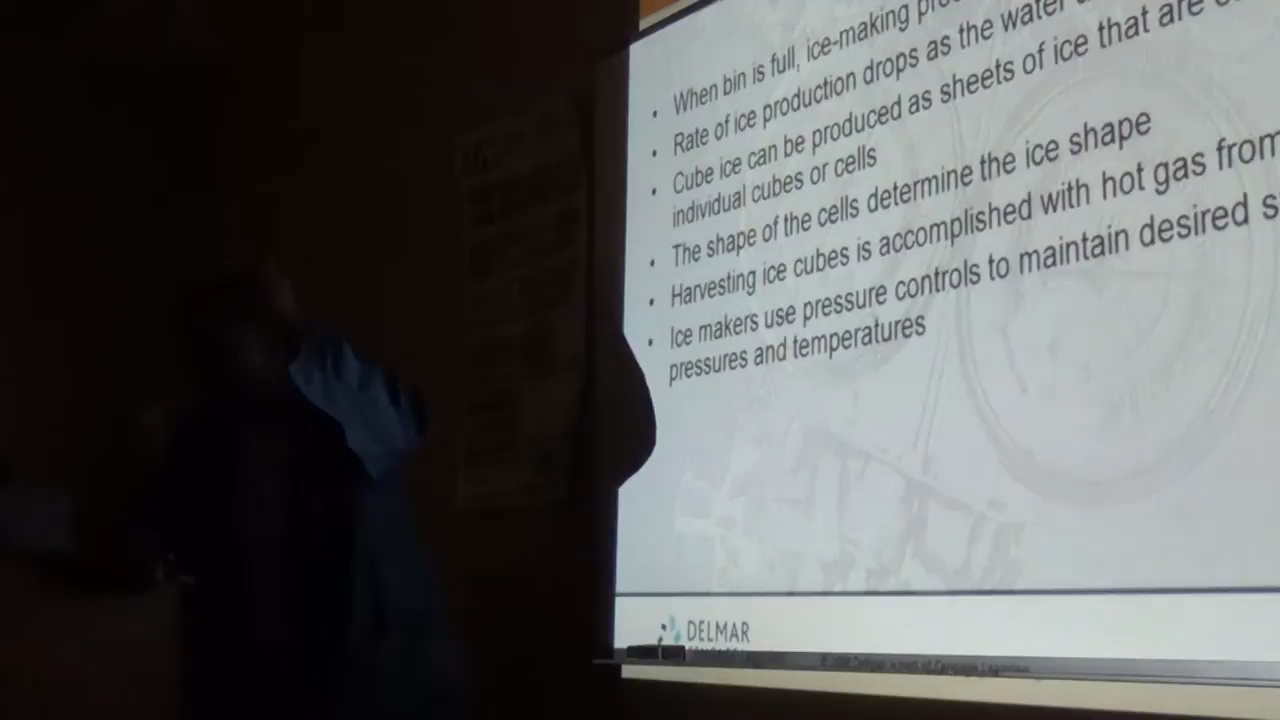 • When bin is full, ice-making
• Rate of ice production drops as the water
• Cube ice can be produced as sheets of ice that are
individual cubes or cells
• The shape of the cells determine the ice shape
• Harvesting ice cubes is accomplished with hot gas from
• Ice makers use pressure controls to maintain desired
pressures and temperatures
DELMAR